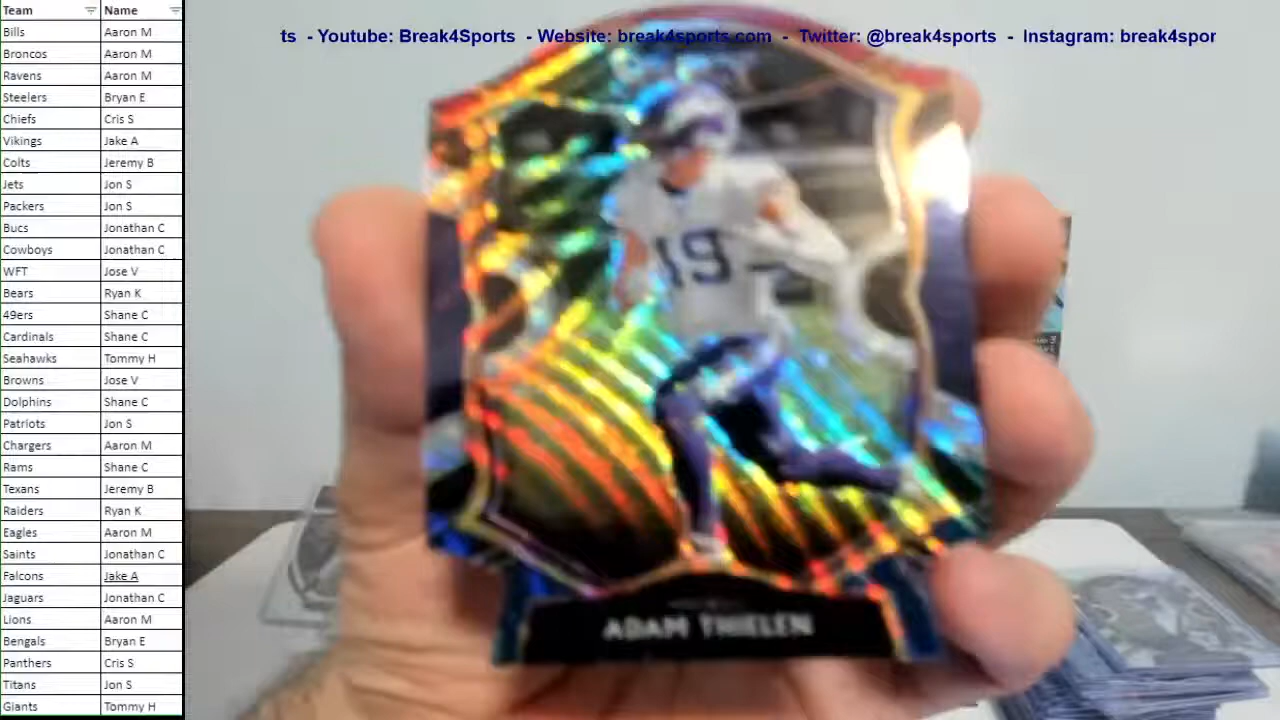 Team Name
Bills Aaron M
Broncos Aaron M
Ravens Aaron M
Steelers Bryan E
Chiefs Cris S
Vikings Jake A
Colts Jeremy B
Jets Jon S
Packers Jon S
Bucs Jonathan C
Cowboys Jonathan C
WFT Jose V
Bears Ryan K
49ers Shane C
Cardinals Shane C
Seahawks Tommy H
Browns Jose V
Dolphins Shane C
Patriots Jon S
Chargers Aaron M
Rams Shane C
Texans Jeremy B
Raiders Ryan K
Eagles Aaron M
Saints Jonathan C
Falcons Jake A
Jaguars Jonathan C
Lions Aaron M
Bengals Bryan E
Panthers Cris S
Titans Jon S
Giants Tommy H
ts - Youtube: Break4Sports - Website: break4sports.com - Twitter: @break4sports - Instagram: break4spor
19
ADAM THIELEN